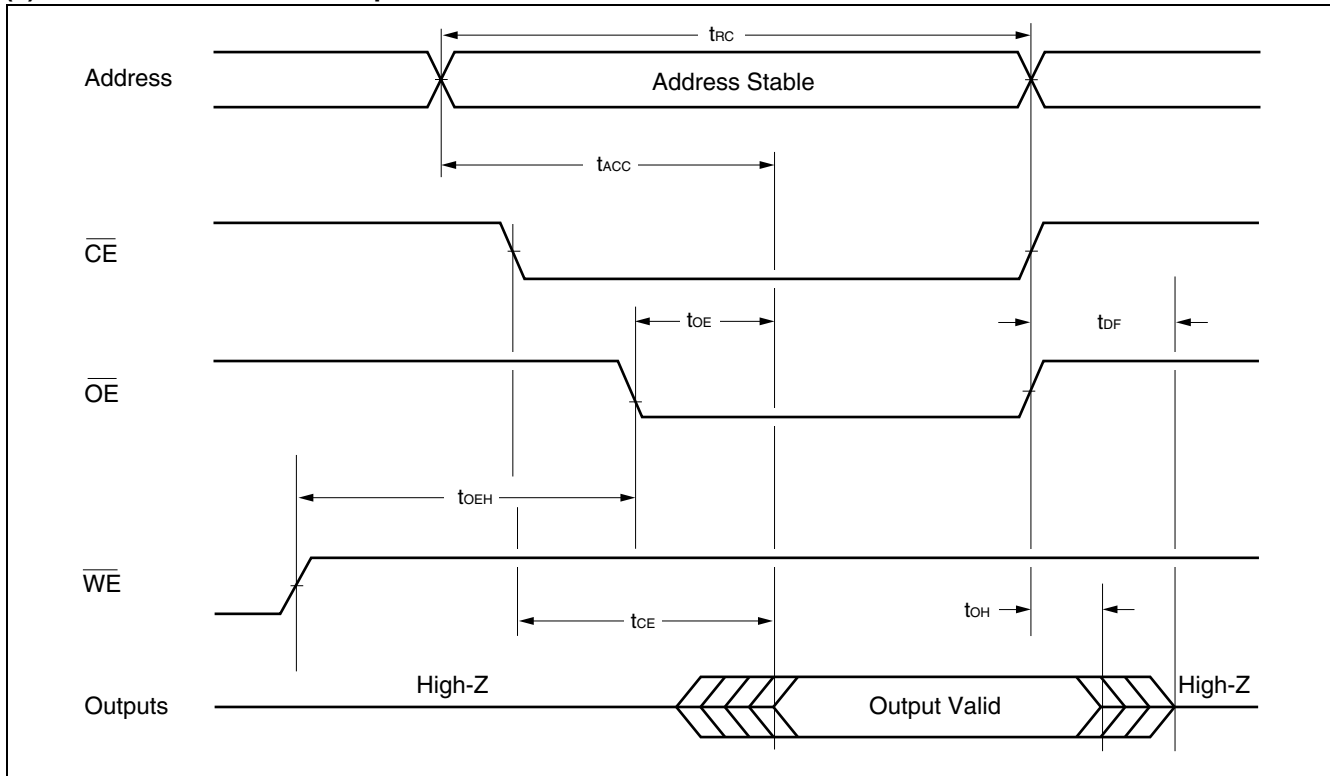 tRC
Address
Address Stable
tACC
CE
tOE
tDF
OE
tOEH
WE
tCE
tOH
High-Z
High-Z
Outputs
Output Valid